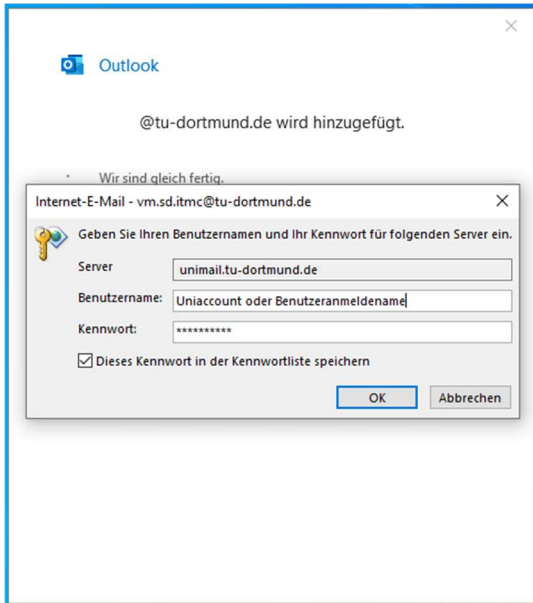 Outlook
@tu-dortmund.de wird hinzugefügt.
Wir sind gleich fertig.
Internet-E-Mail - vm.sd.itmc@tu-dortmund.de
Geben Sie Ihren Benutzernamen und Ihr Kennwort für folgenden Server ein.
Server unimail.tu-dortmund.de
Benutzername: Uniaccount oder Benutzeranmeldename
Kennwort: **********
Dieses Kennwort in der Kennwortliste speichern
OK Abbrechen